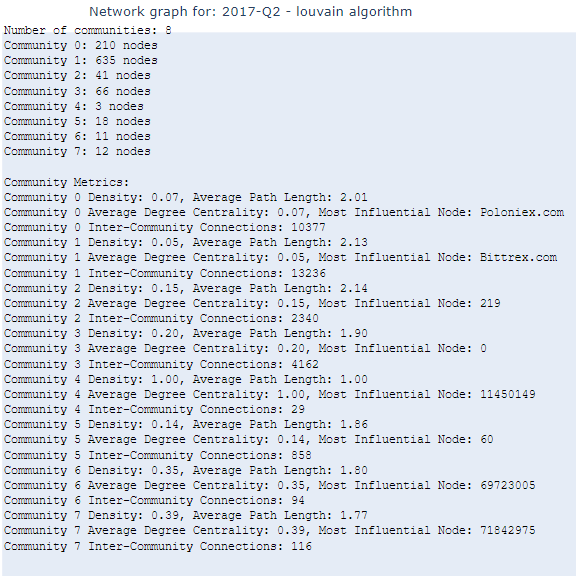 Network graph for: 2017-Q2 - louvain algorithm
Number of communities: 8
Community 0: 210 nodes
Community 1: 635 nodes
Community 2: 41 nodes
Community 3: 66 nodes
Community 4: 3 nodes
Community 5: 18 nodes
Community 6: 11 nodes
Community 7: 12 nodes
Community Metrics:
Community 0 Density: 0.07, Average Path Length: 2.01
Community 0 Average Degree Centrality: 0.07, Most Influential Node: Poloniex.com
Community 0 Inter-Community Connections: 10377
Community 1 Density: 0.05, Average Path Length: 2.13
Community 1 Average Degree Centrality: 0.05, Most Influential Node: Bittrex.com
Community 1 Inter-Community Connections: 13236
Community 2 Density: 0.15, Average Path Length: 2.14
Community 2 Average Degree Centrality: 0.15, Most Influential Node: 219
Community 2 Inter-Community Connections: 2340
Community 3 Density: 0.20, Average Path Length: 1.90
Community 3 Average Degree Centrality: 0.20, Most Influential Node: 0
Community 3 Inter-Community Connections: 4162
Community 4 Density: 1.00, Average Path Length: 1.00
Community 4 Average Degree Centrality: 1.00, Most Influential Node: 11450149
Community 4 Inter-Community Connections: 29
Community 5 Density: 0.14, Average Path Length: 1.86
Community 5 Average Degree Centrality: 0.14, Most Influential Node: 60
Community 5 Inter-Community Connections: 858
Community 6 Density: 0.35, Average Path Length: 1.80
Community 6 Average Degree Centrality: 0.35, Most Influential Node: 69723005
Community 6 Inter-Community Connections: 94
Community 7 Density: 0.39, Average Path Length: 1.77
Community 7 Average Degree Centrality: 0.39, Most Influential Node: 71842975
Community 7 Inter-Community Connections: 116